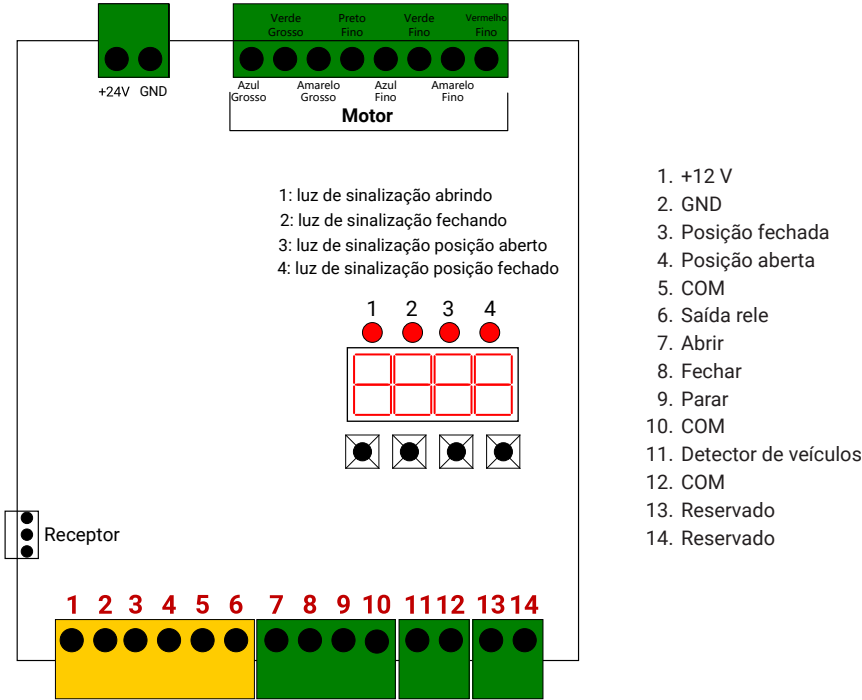 Verde Grosso
Preto Fino
Verde Fino
Vermelho Fino
+24V GND
Azul Grosso
Amarelo Grosso
Azul Fino
Amarelo Fino
Motor
1: luz de sinalização abrindo
2: luz de sinalização fechando
3: luz de sinalização posição aberto
4: luz de sinalização posição fechado
1 2 3 4
Receptor
1 2 3 4 5 6 7 8 9 10 11 12 13 14
1. +12 V
2. GND
3. Posição fechada
4. Posição aberta
5. COM
6. Saída rele
7. Abrir
8. Fechar
9. Parar
10. COM
11. Detector de veículos
12. COM
13. Reservado
14. Reservado